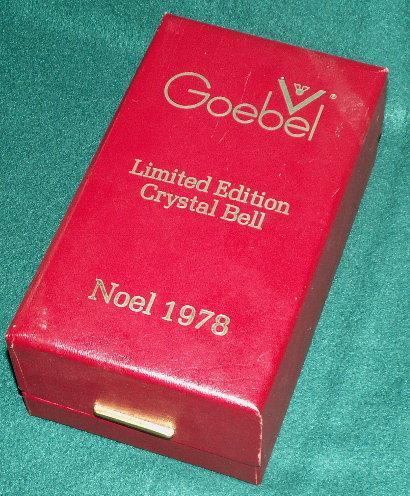 Goebel ®
Limited Edition
Crystal Bell
Noel 1978